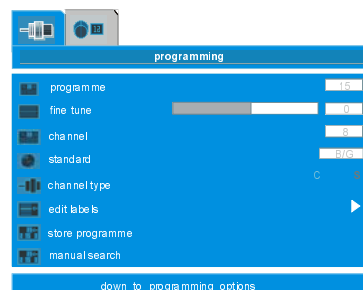 programming
programme 15
fine tune 0
channel 8
standard B/G
channel type C S
edit labels
store programme
manual search
down to programming options